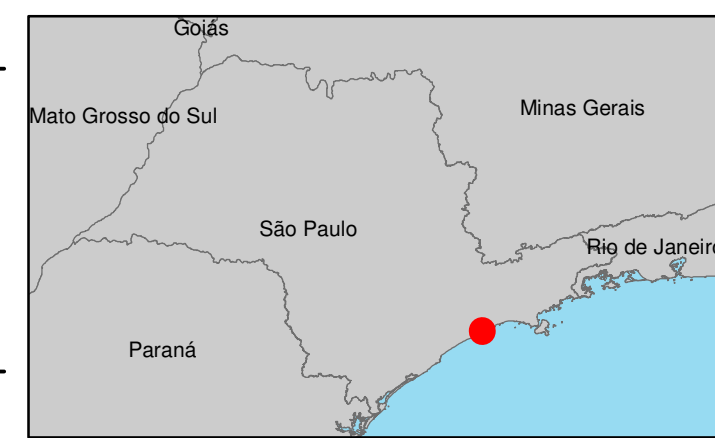 Goiás
Minas Gerais
Mato Grosso do Sul
São Paulo
Rio de Janeiro
Paraná